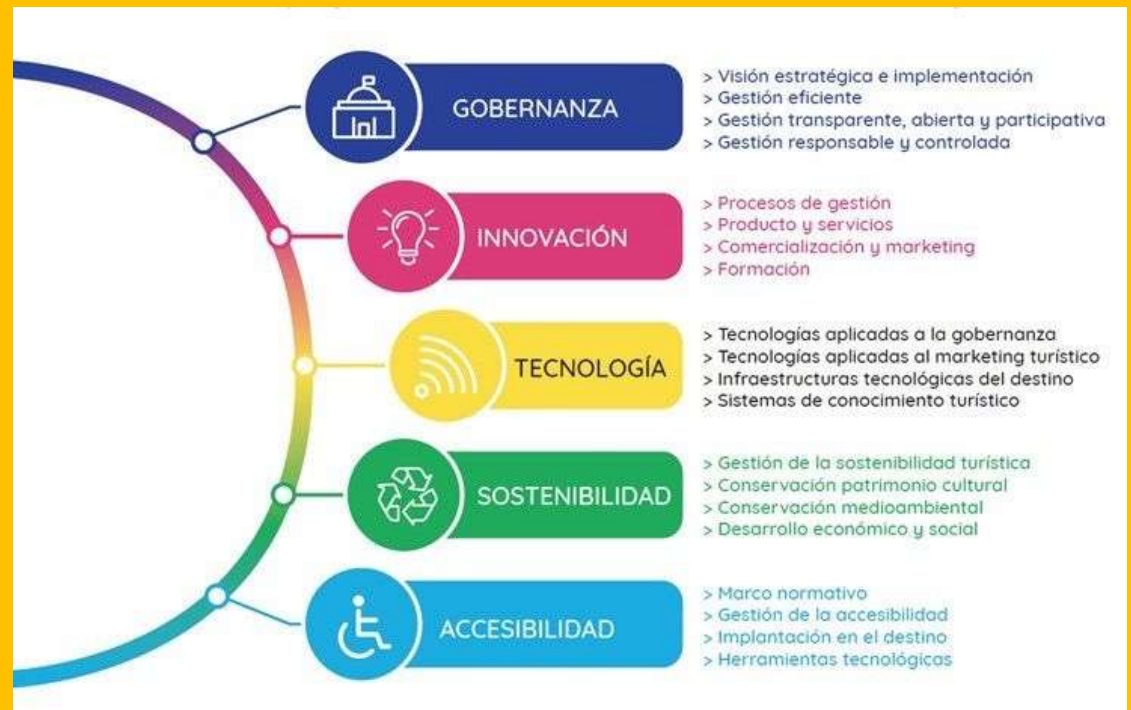 GOBERNANZA
> Visión estratégica e implementación
> Gestión eficiente
> Gestión transparente, abierta y participativa
> Gestión responsable y controlada
INNOVACIÓN
> Procesos de gestión
> Producto y servicios
> Comercialización y marketing
> Formación
TECNOLOGÍA
> Tecnologías aplicadas a la gobernanza
> Tecnologías aplicadas al marketing turístico
> Infraestructuras tecnológicas del destino
> Sistemas de conocimiento turístico
SOSTENIBILIDAD
> Gestión de la sostenibilidad turística
> Conservación patrimonio cultural
> Conservación medioambiental
> Desarrollo económico y social
ACCESIBILIDAD
> Marco normativo
> Gestión de la accesibilidad
> Implantación en el destino
> Herramientas tecnológicas